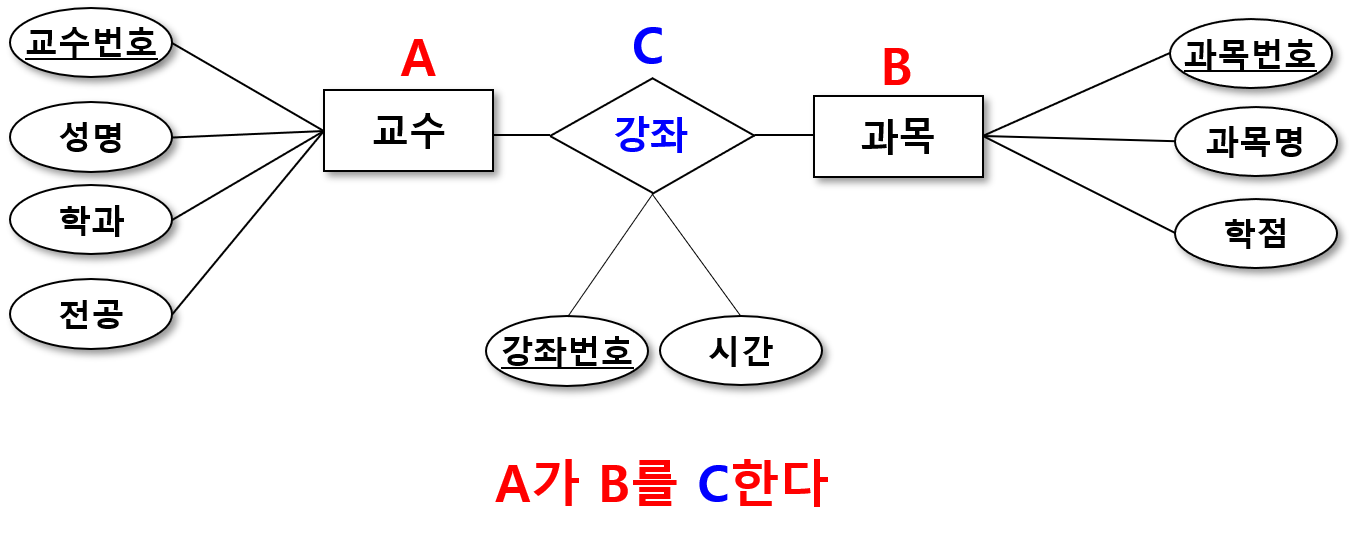 교수번호
성명
학과
전공
A
교수
C
강좌
B
과목
과목번호
과목명
학점
강좌번호
시간
A가 B를 C한다